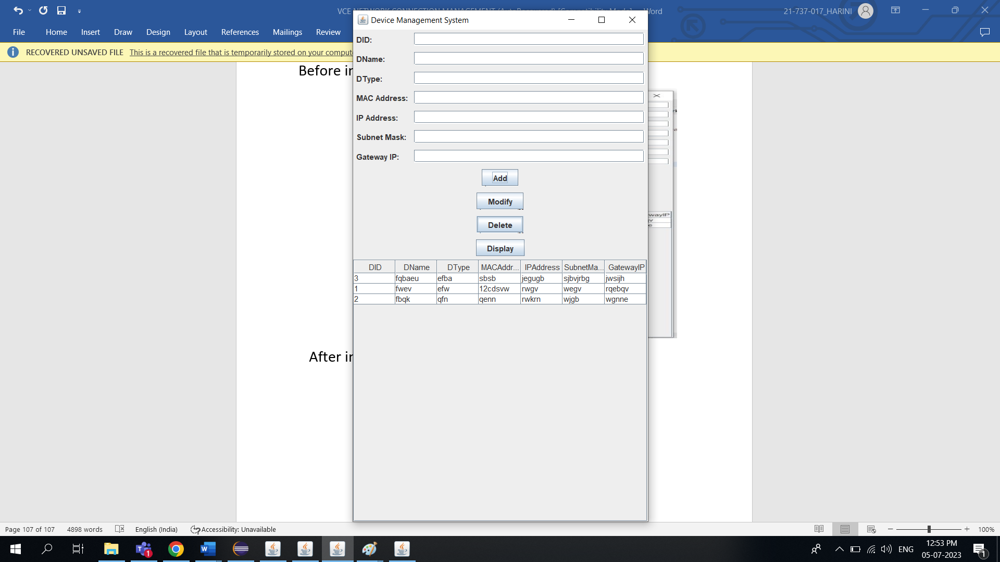 21-737-017_HARINI
Word
Device Management System
File Home Insert Draw Design Layout References Mailings Review
RECOVERED UNSAVED FILE This is a recovered file that is temporarily stored on your
DID:
DName:
DType:
MAC Address:
IP Address:
Subnet Mask:
Gateway IP:
Add
Modify
Delete
Display
DID DName DType MACAddr... IPAddress SubnetMa... GatewayIP
3 fqbaeu efba sbsb jegugb sjbvjrbg jwsijh
1 fwev efw 12cdsvw rwgv wegv rqebqv
2 fbqk qfn qenn rwkrn wjgb wgnne
Before
After
Page 107 of 107 4898 words English (India) Accessibility: Unavailable 100%
1
ENG
12:53 PM
05-07-2023
1